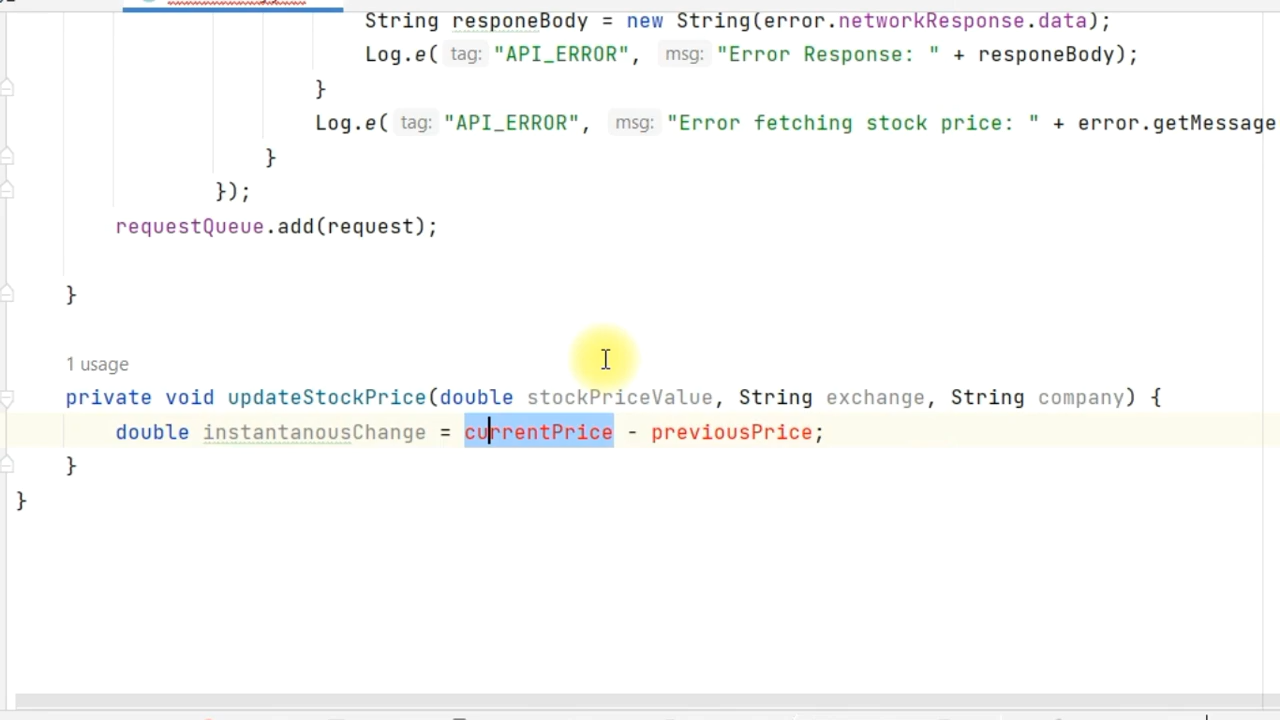 String responeBody = new String(error.networkResponse.data);
Log.e( tag: "API_ERROR", msg: "Error Response: " + responeBody);
}
Log.e( tag: "API_ERROR", msg: "Error fetching stock price: " + error.getMessage
}
});
requestQueue.add(request);
}
1 usage
private void updateStockPrice(double stockPriceValue, String exchange, String company) {
double instantanousChange = currentPrice - previousPrice;
}
}